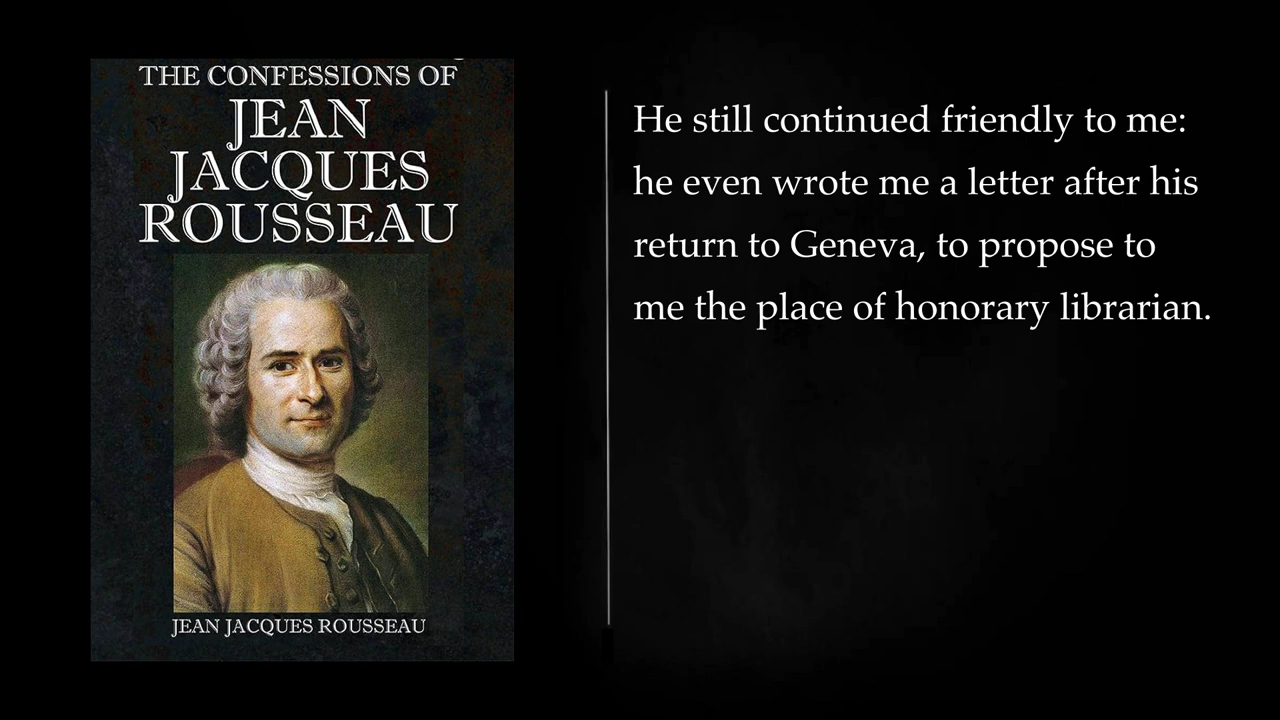 THE CONFESSIONS OF
JEAN
JACQUES
ROUSSEAU
JEAN JACQUES ROUSSEAU
He still continued friendly to me:
he even wrote me a letter after his
return to Geneva, to propose to
me the place of honorary librarian.